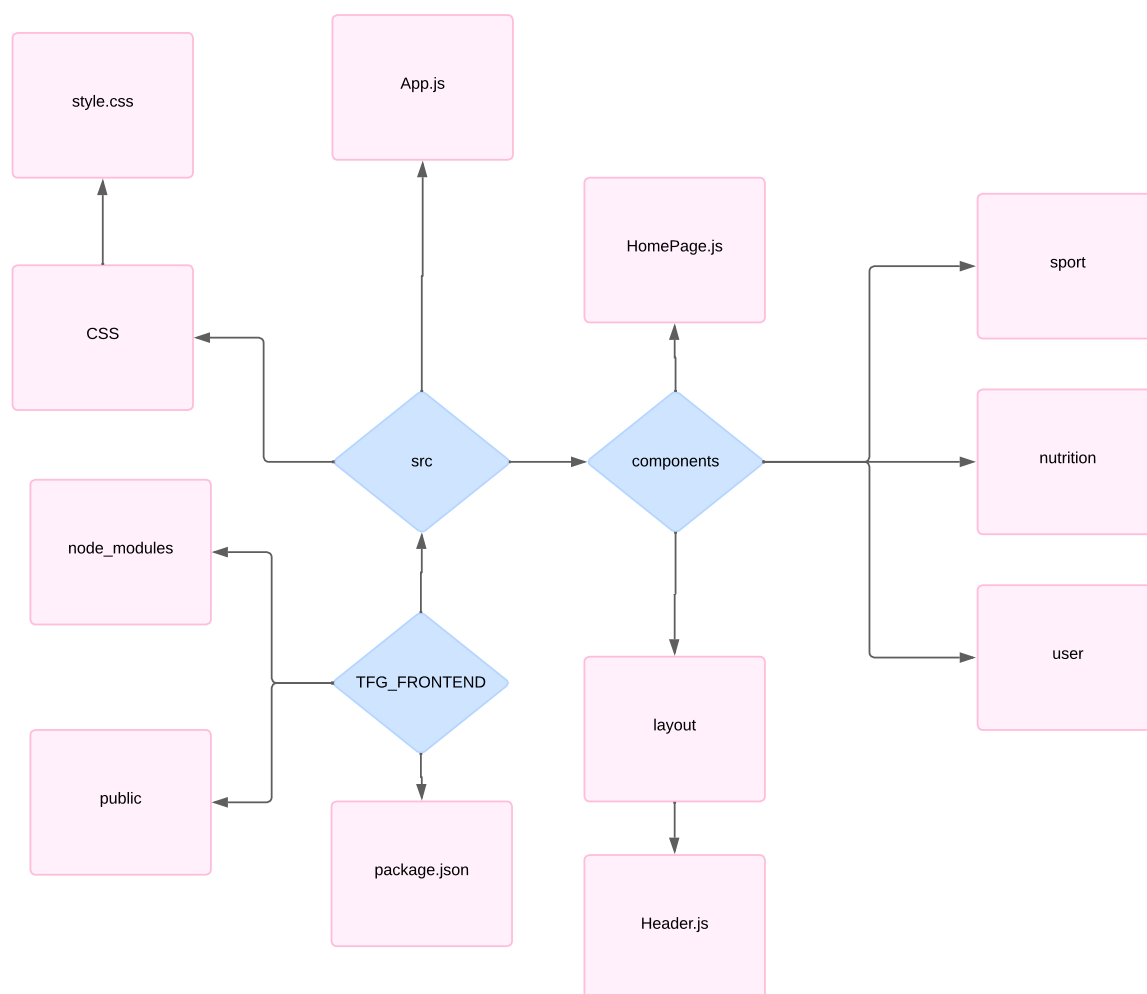 App.js
style.css
HomePage.js
sport
CSS
src
components
nutrition
node_modules
user
TFG_FRONTEND
layout
public
package.json
Header.js